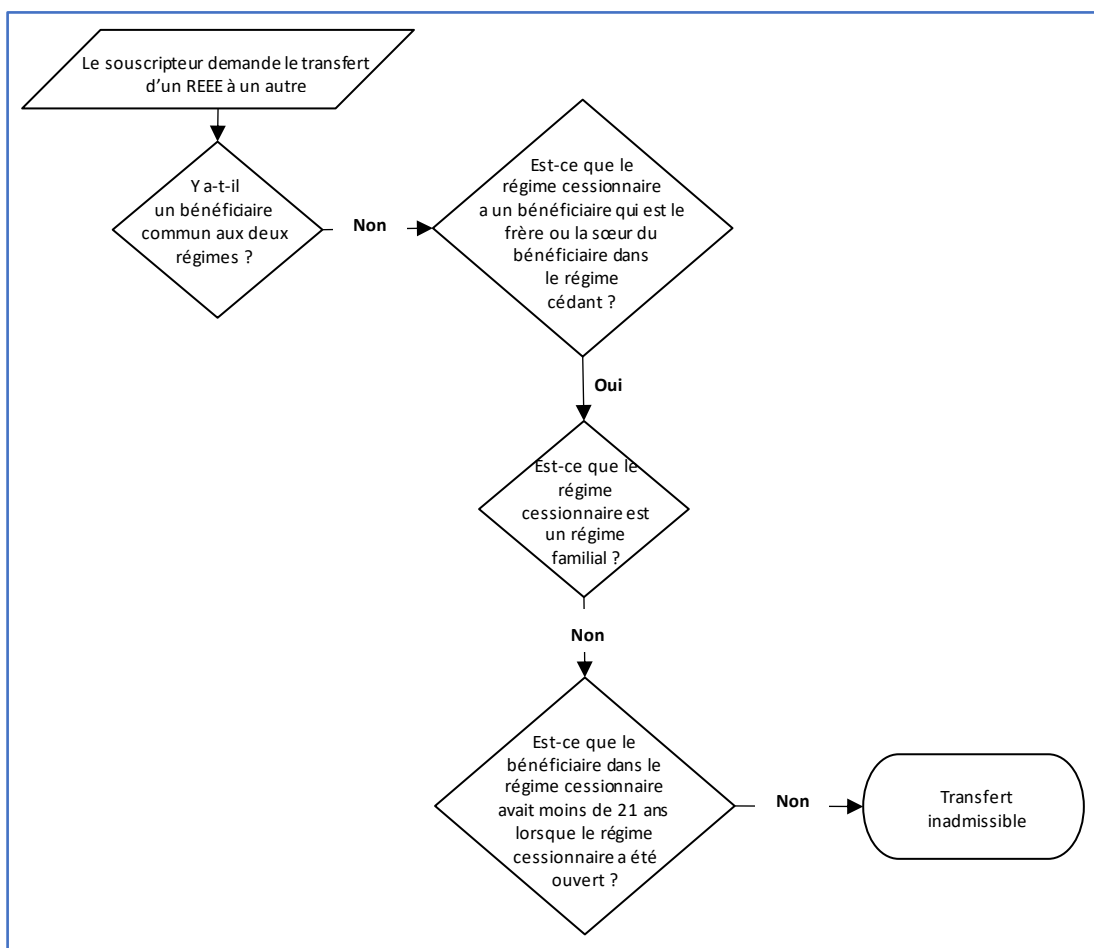 Le souscripteur demande le transfert
d’un REEE à un autre
Y a-t-il
un bénéficiaire
commun aux deux
régimes ?
Non
Est-ce que le
régime cessionnaire
a un bénéficiaire qui est le
frère ou la sœur du
bénéficiaire dans
le régime
cédant ?
Oui
Est-ce que le
régime
cessionnaire est
un régime
familial ?
Non
Est-ce que le
bénéficiaire dans le
régime cessionnaire
avait moins de 21 ans
lorsque le régime
cessionnaire a été
ouvert ?
Non
Transfert
inadmissible